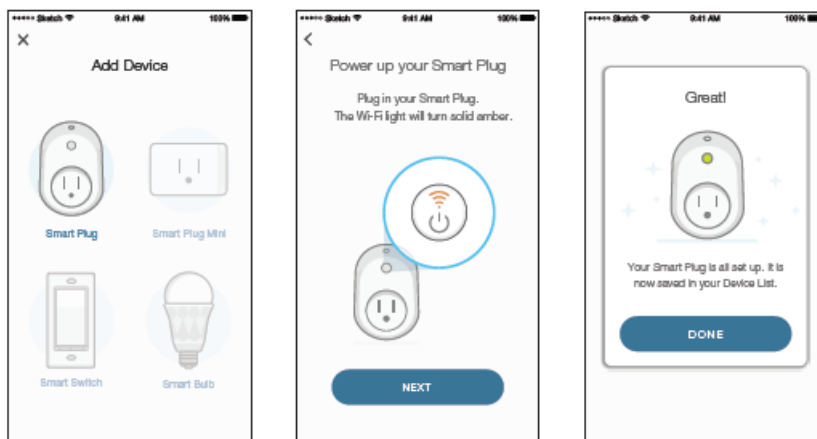 Sketch 9:41 AM 100%
Add Device
Smart Plug
Smart Plug Mini
Smart Switch
Smart Bulb
Sketch 9:41 AM 100%
Power up your Smart Plug
Plug in your Smart Plug.
The Wi-Fi light will turn solid amber.
NEXT
Sketch 9:41 AM 100%
Great!
Your Smart Plug is all set up. It is
now saved in your Device List.
DONE